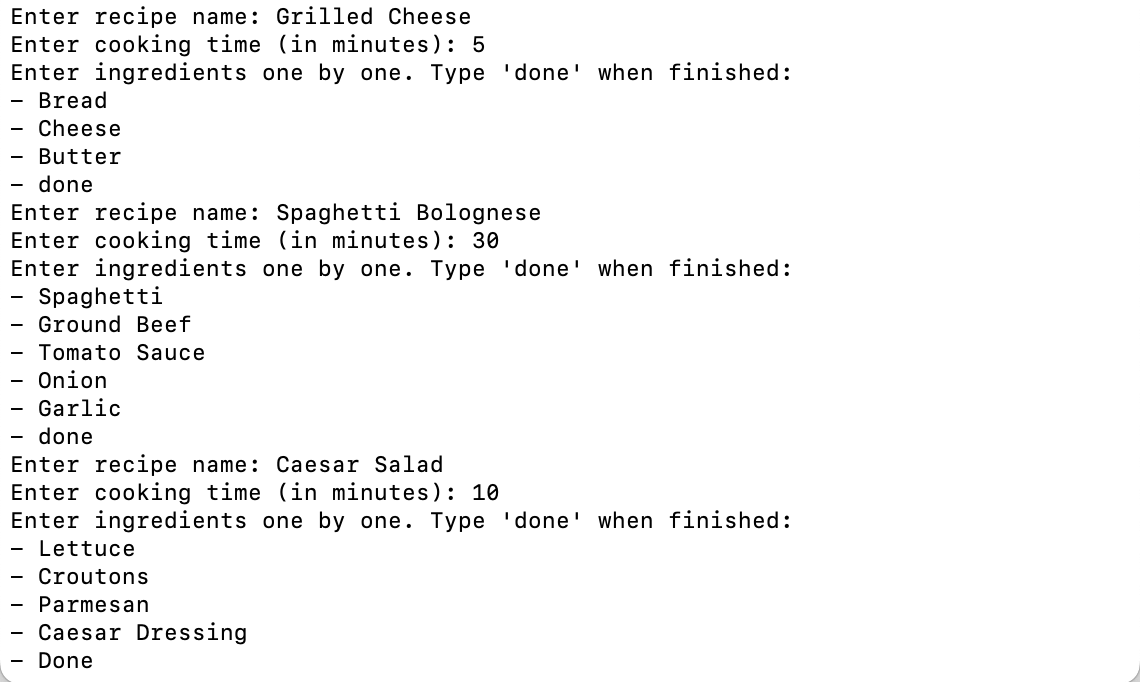 Enter recipe name: Grilled Cheese
Enter cooking time (in minutes): 5
Enter ingredients one by one. Type 'done' when finished:
– Bread
– Cheese
– Butter
– done
Enter recipe name: Spaghetti Bolognese
Enter cooking time (in minutes): 30
Enter ingredients one by one. Type 'done' when finished:
– Spaghetti
– Ground Beef
– Tomato Sauce
– Onion
– Garlic
– done
Enter recipe name: Caesar Salad
Enter cooking time (in minutes): 10
Enter ingredients one by one. Type 'done' when finished:
– Lettuce
– Croutons
– Parmesan
– Caesar Dressing
– Done